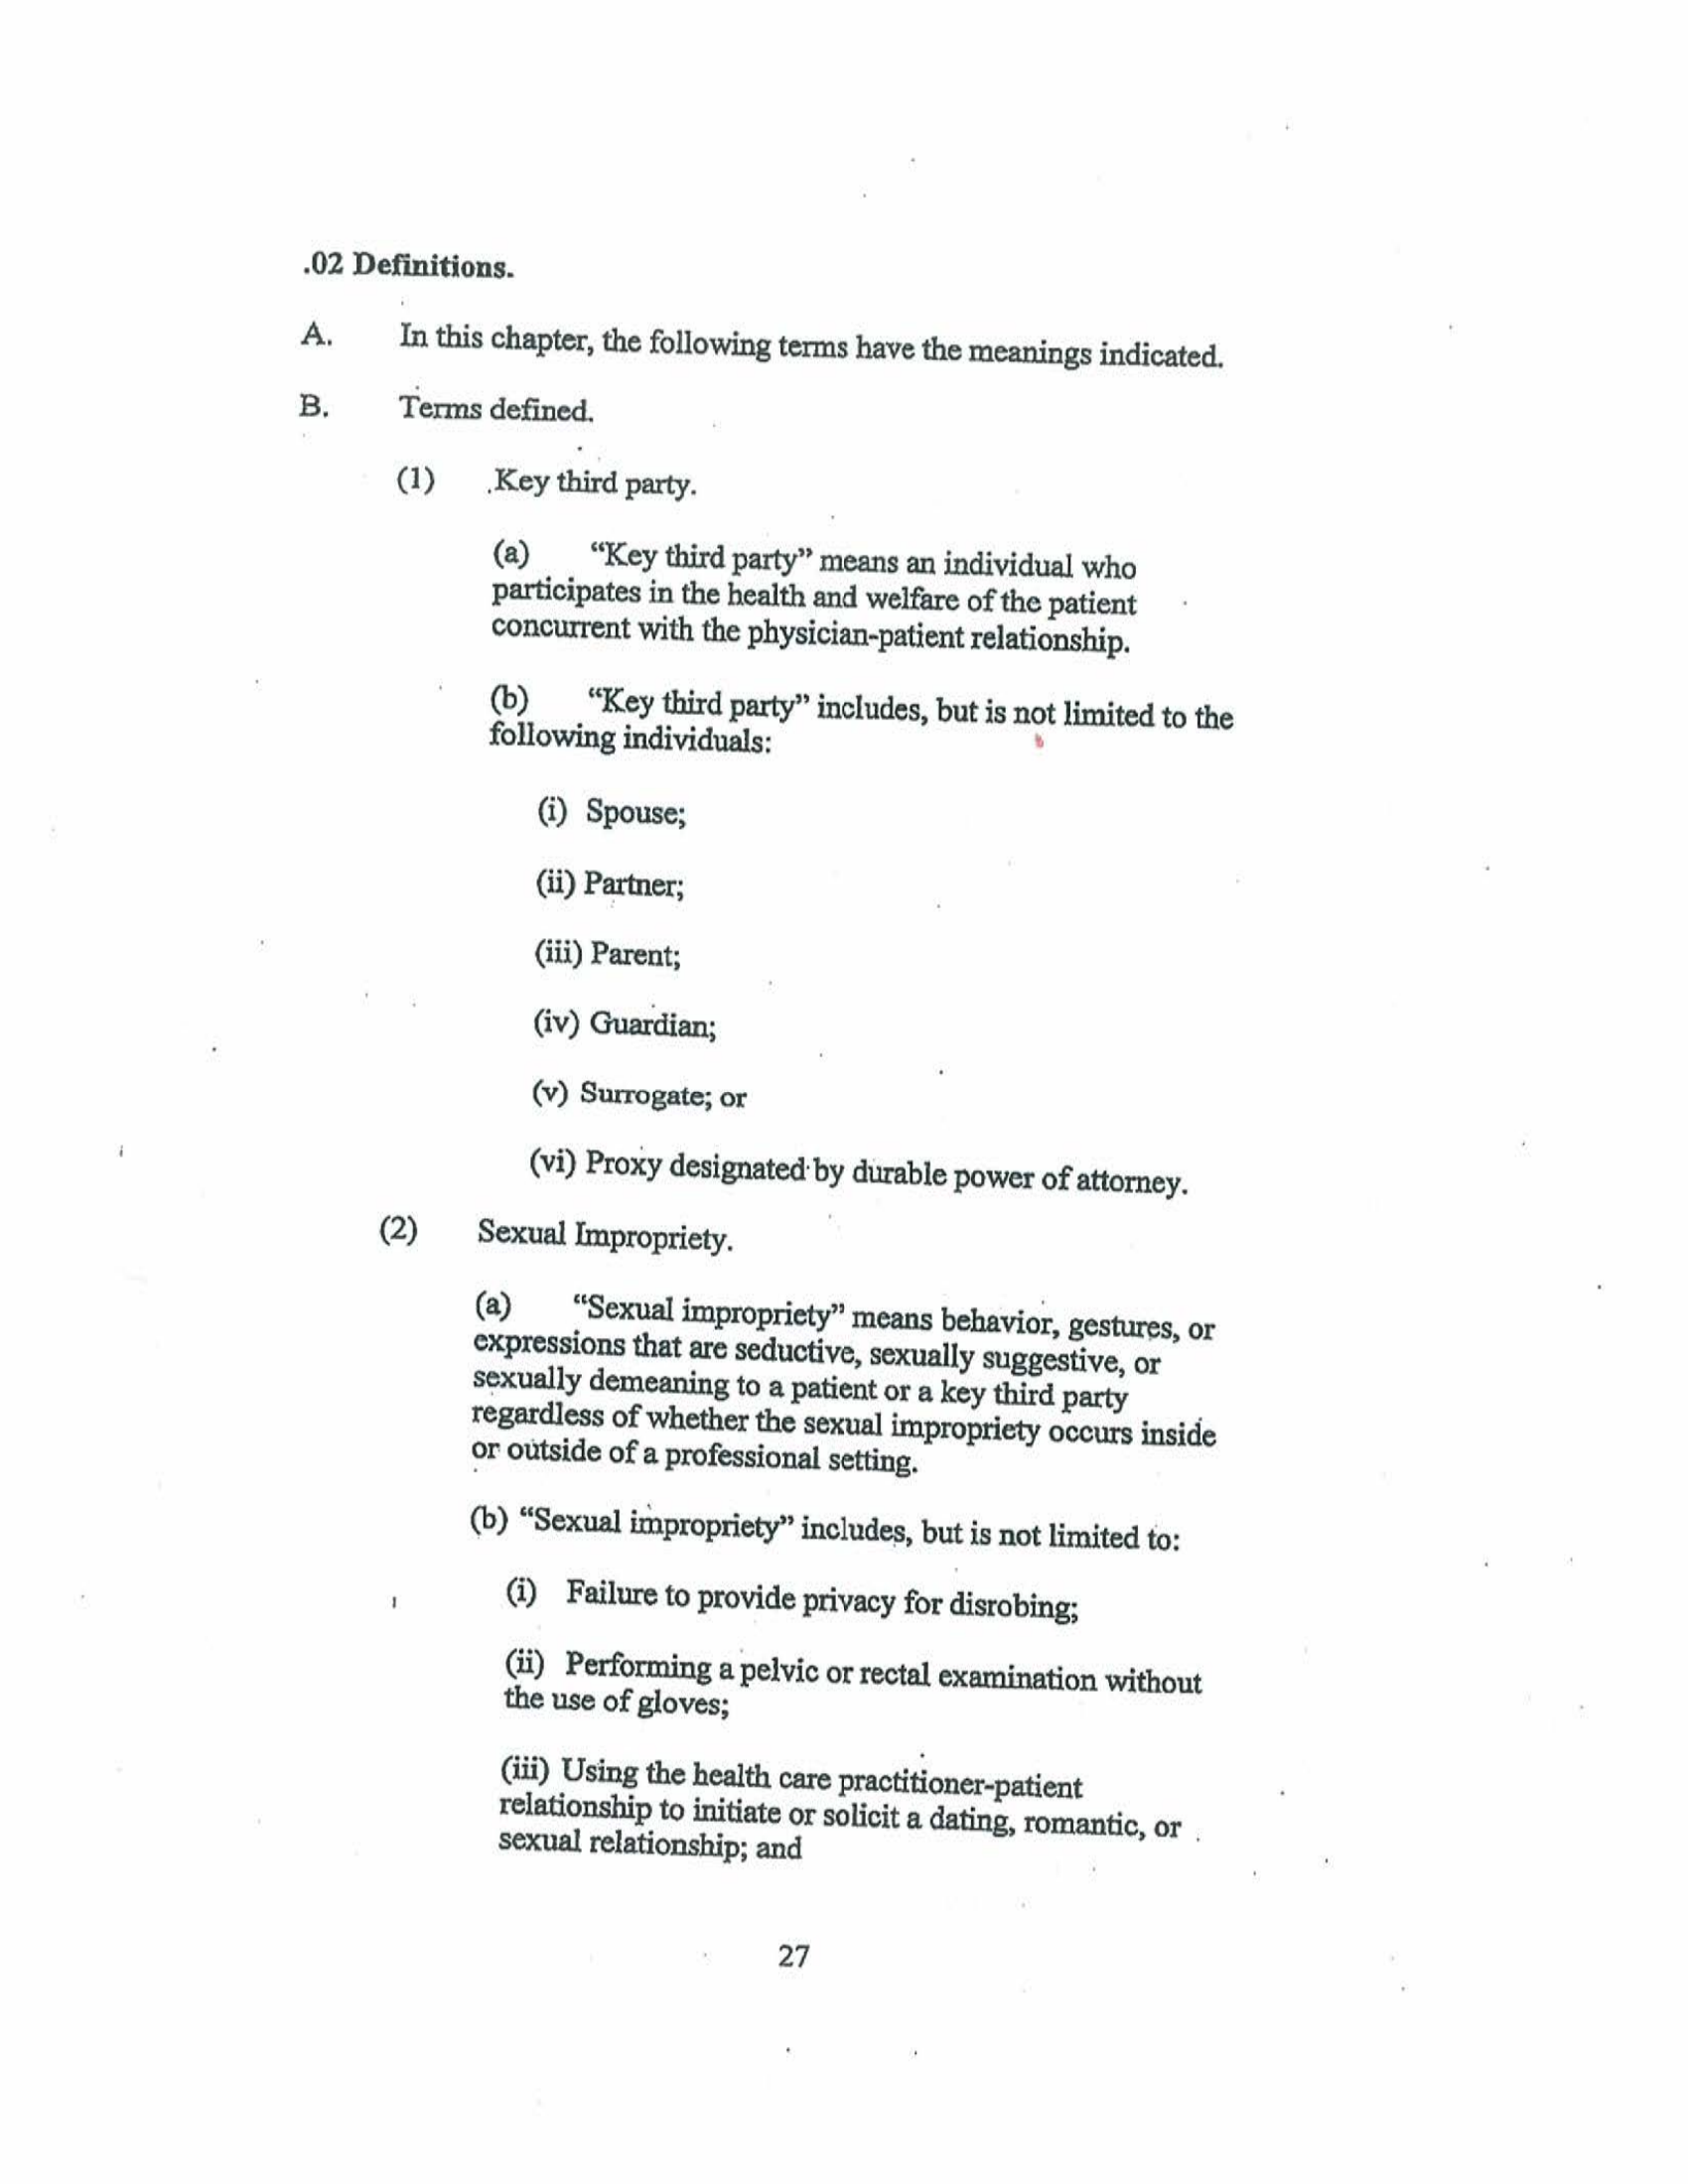 .02 Definitions.
A. In this chapter, the following terms have the meanings indicated.
B. Terms defined.
(1) Key third party.
(a) “Key third party” means an individual who
participates in the health and welfare of the patient
concurrent with the physician-patient relationship.
(b) “Key third party” includes, but is not limited to the
following individuals:
(i) Spouse;
(ii) Partner;
(iii) Parent;
(iv) Guardian;
(v) Surrogate; or
(vi) Proxy designated by durable power of attorney.
(2) Sexual Impropriety.
(a) “Sexual impropriety” means behavior, gestures, or
expressions that are seductive, sexually suggestive, or
sexually demeaning to a patient or a key third party
regardless of whether the sexual impropriety occurs inside
or outside of a professional setting.
(b) “Sexual impropriety” includes, but is not limited to:
(i) Failure to provide privacy for disrobing;
(ii) Performing a pelvic or rectal examination without
the use of gloves;
(iii) Using the health care practitioner-patient
relationship to initiate or solicit a dating, romantic, or
sexual relationship; and
27